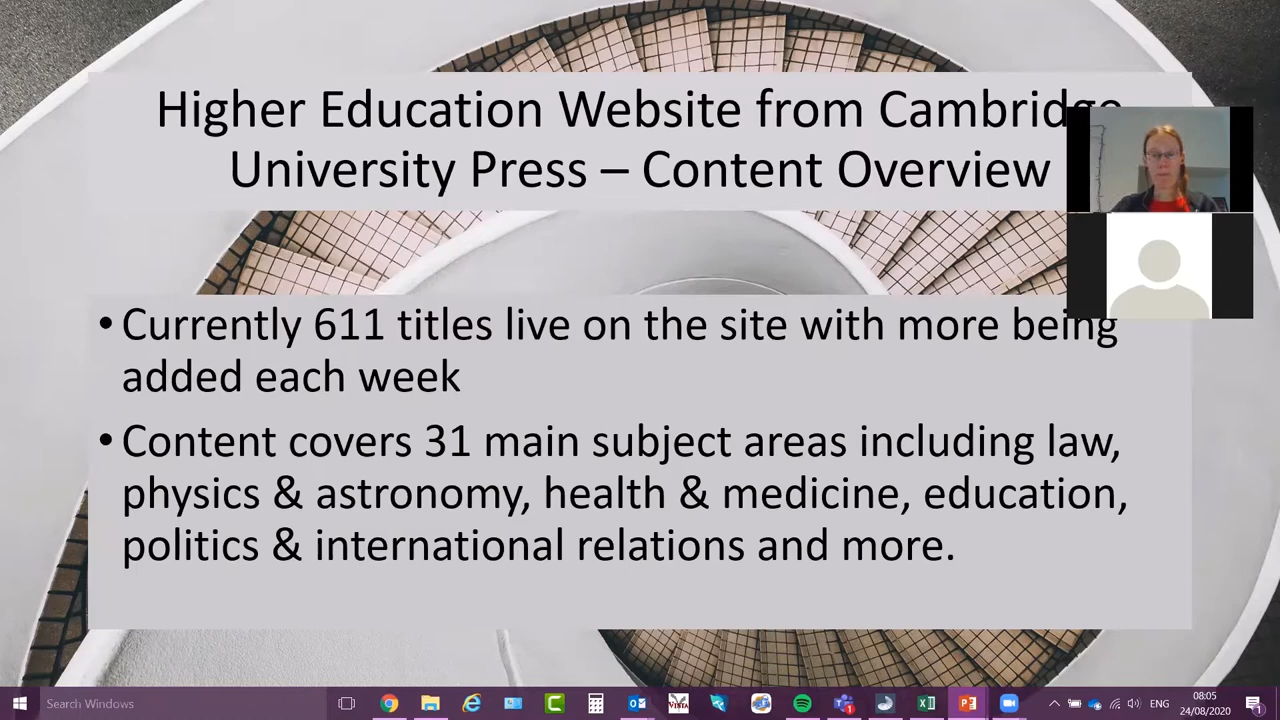 Higher Education Website from Cambridge
University Press – Content Overview
• Currently 611 titles live on the site with more being
added each week
• Content covers 31 main subject areas including law,
physics & astronomy, health & medicine, education,
politics & international relations and more.
Search Windows
ENG
08:05
24/08/2020